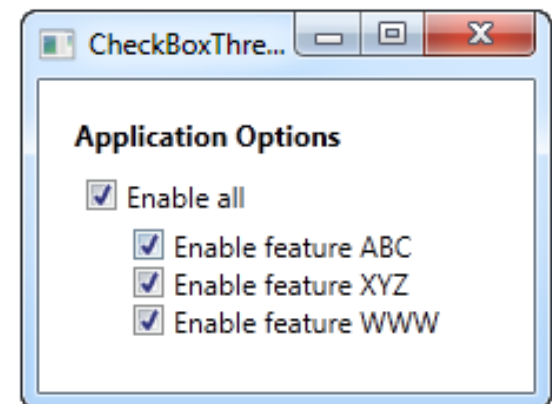 CheckBoxThre...
Application Options
Enable all
Enable feature ABC
Enable feature XYZ
Enable feature WWW